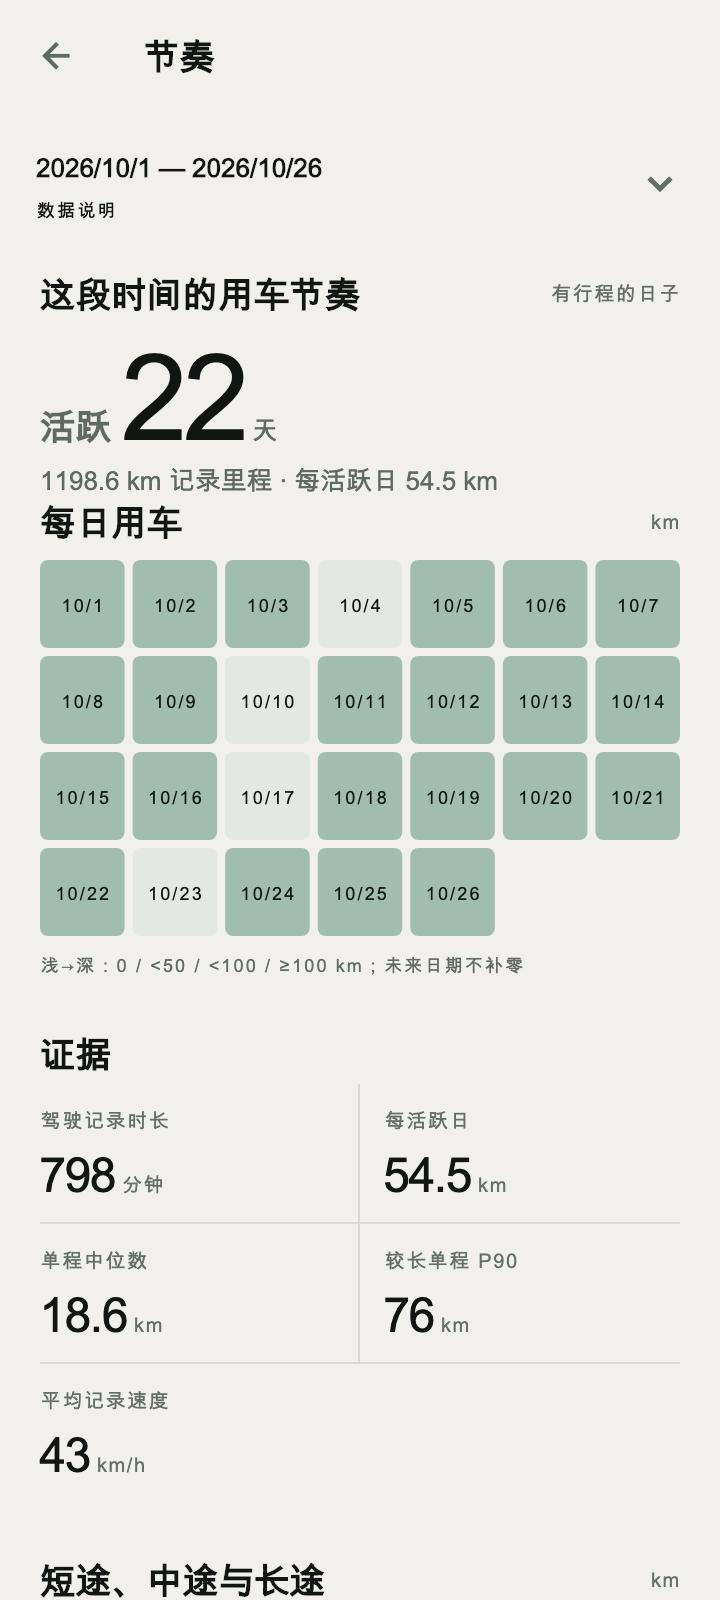 节奏
2026/10/1 — 2026/10/26
数据说明
这段时间的用车节奏 有行程的日子
活跃 22 天
1198.6 km 记录里程 · 每活跃日 54.5 km
每日用车 km
10/1 10/2 10/3 10/4 10/5 10/6 10/7
10/8 10/9 10/10 10/11 10/12 10/13 10/14
10/15 10/16 10/17 10/18 10/19 10/20 10/21
10/22 10/23 10/24 10/25 10/26
浅→深：0 / <50 / <100 / ≥100 km；未来日期不补零
证据
驾驶记录时长 每活跃日
798 分钟 54.5 km
单程中位数 较长单程 P90
18.6 km 76 km
平均记录速度
43 km/h
短途、中途与长途 km